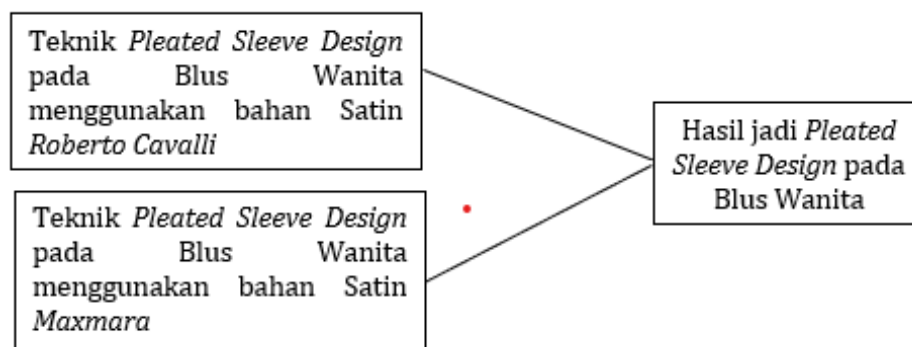 Teknik Pleated Sleeve Design
pada Blus Wanita
menggunakan bahan Satin
Roberto Cavalli
Teknik Pleated Sleeve Design
pada Blus Wanita
menggunakan bahan Satin
Maxmara
Hasil jadi Pleated
Sleeve Design pada
Blus Wanita